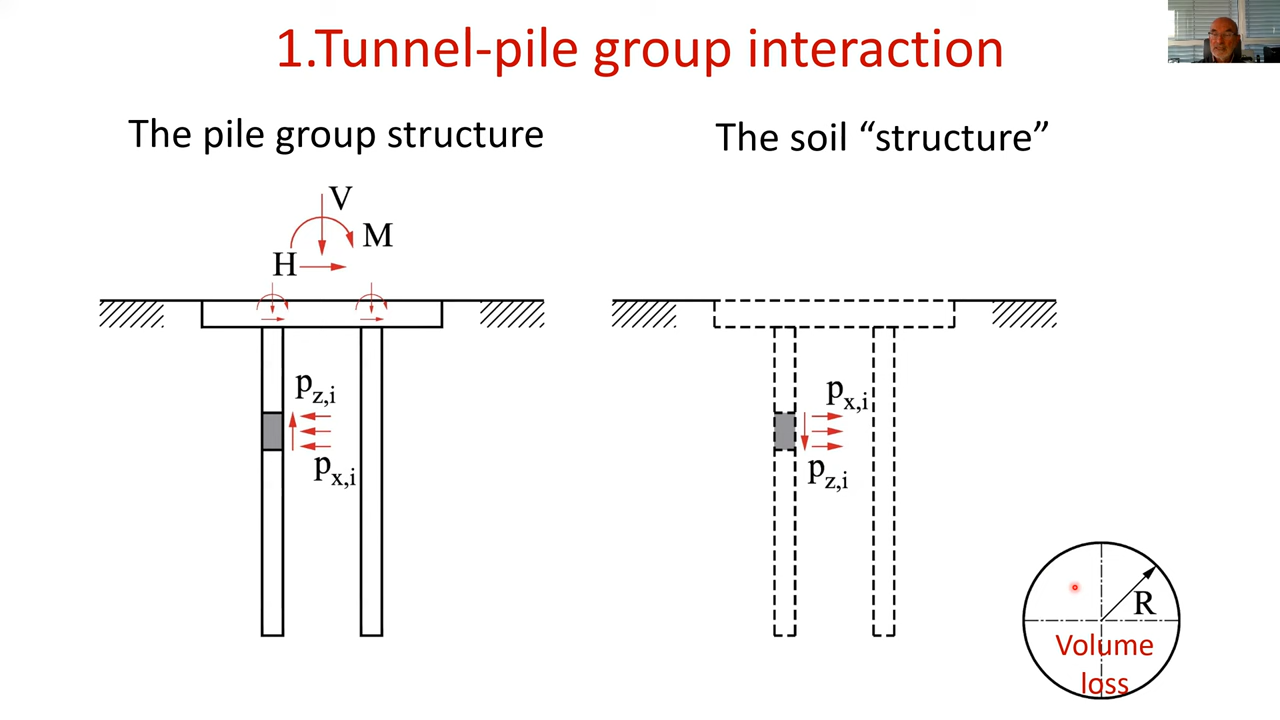 1.Tunnel-pile group interaction
The pile group structure
The soil “structure”
V
M
H
p_z,i
p_x,i
p_x,i
p_z,i
R
Volume
loss